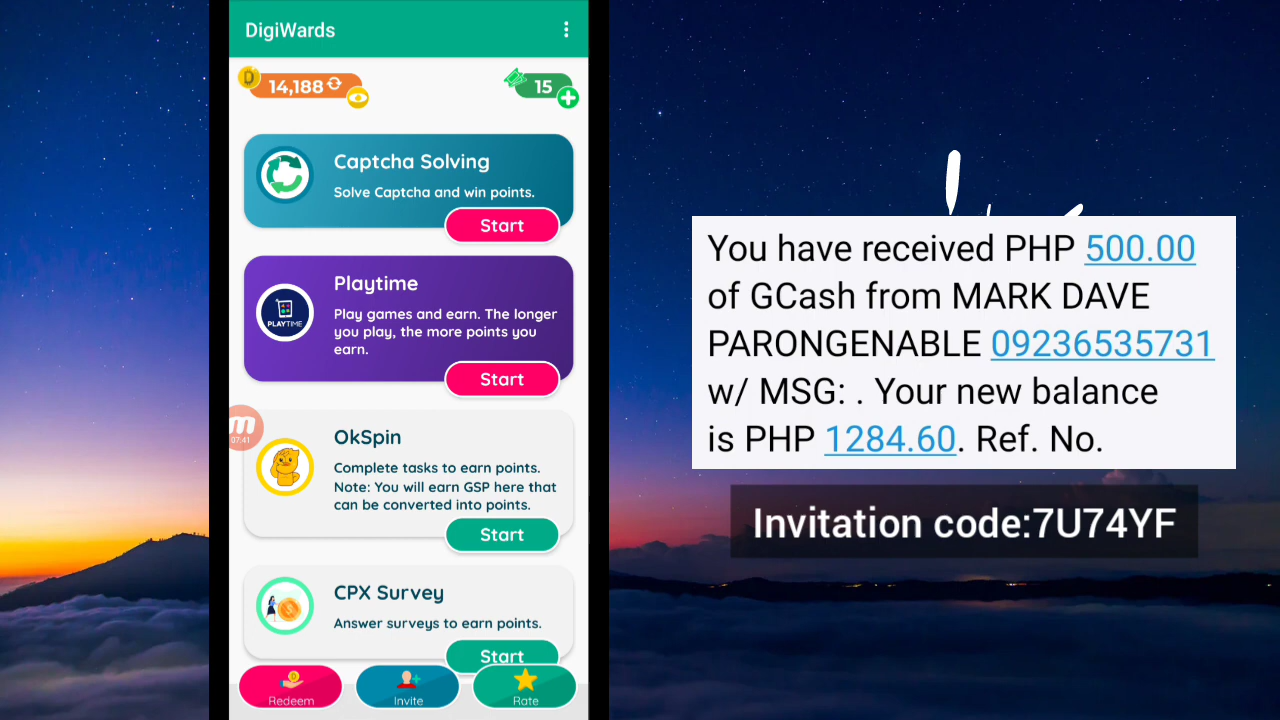 DigiWards
14,188
15
Captcha Solving
Solve Captcha and win points.
Start
Playtime
PLAYTIME
Play games and earn. The longer
you play, the more points you
earn.
Start
07:41
OkSpin
Complete tasks to earn points.
Note: You will earn GSP here that
can be converted into points.
Start
CPX Survey
Answer surveys to earn points.
Start
Redeem
Invite
Rate
You have received PHP 500.00
of GCash from MARK DAVE
PARONGENABLE 09236535731
w/ MSG: . Your new balance
is PHP 1284.60. Ref. No.
Invitation code:7U74YF